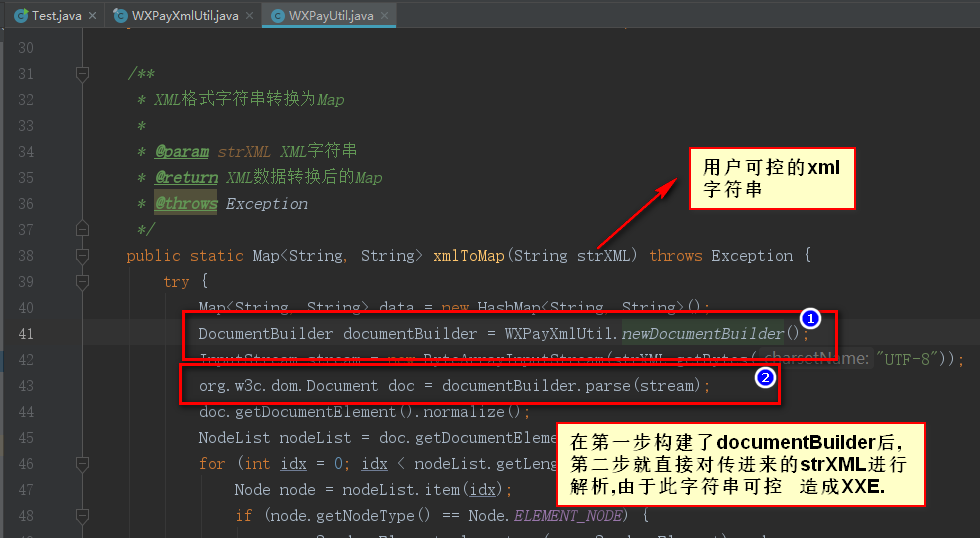 Test.java WXPayXmlUtil.java WXPayUtil.java
30
31 /**
32 * XML格式字符串转换为Map
33 *
34 * @param strXML XML字符串
35 * @return XML数据转换后的Map
36 * @throws Exception
37 */
38 public static Map<String, String> xmlToMap(String strXML) throws Exception {
39 try {
40 Map<String, String> data = new HashMap<String, String>();
41 DocumentBuilder documentBuilder = WXPayXmlUtil.newDocumentBuilder();
42 InputStream stream = new ByteArrayInputStream(strXML.getBytes( charsetName: "UTF-8"));
43 org.w3c.dom.Document doc = documentBuilder.parse(stream);
44 doc.getDocumentElement().normalize();
45 NodeList nodeList = doc.getDocumentEleme
46 for (int idx = 0; idx < nodeList.getLeng
47 Node node = nodeList.item(idx);
48 if (node.getNodeType() == Node.ELEMENT_NODE) {
用户可控的xml
字符串
1
2
在第一步构建了documentBuilder后,
第二步就直接对传进来的strXML进行
解析,由于此字符串可控 造成XXE.